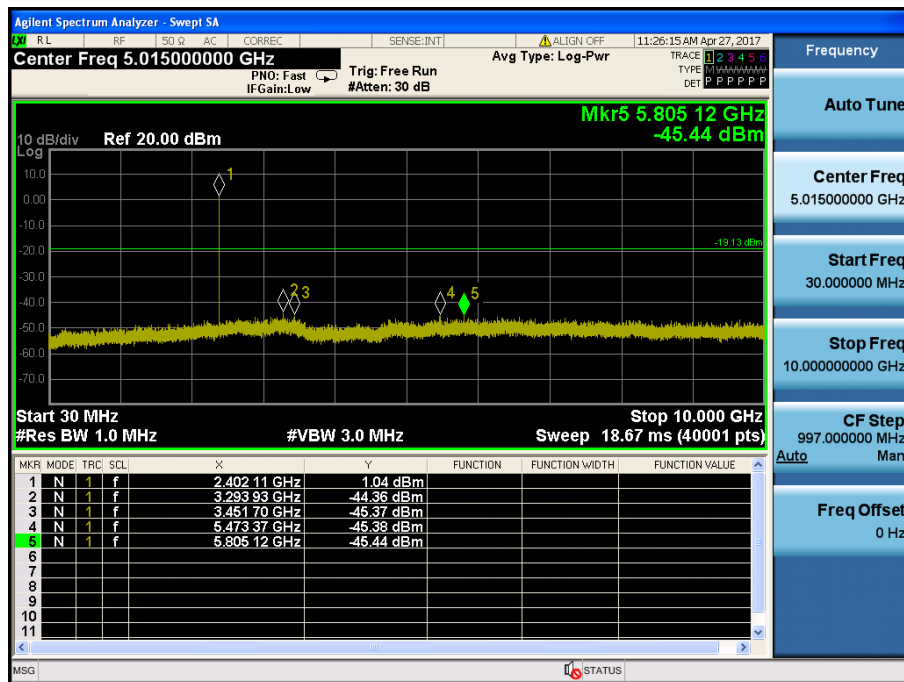 Agilent Spectrum Analyzer - Swept SA
LXI RL RF 50 Ω AC CORREC SENSE:INT ALIGN OFF 11:26:15 AM Apr 27, 2017
Center Freq 5.015000000 GHz
PNO: Fast
IFGain:Low
Trig: Free Run
#Atten: 30 dB
Avg Type: Log-Pwr
TRACE 1 2 3 4 5 6
TYPE M W W W W W
DET P P P P P P
Mkr5 5.805 12 GHz
-45.44 dBm
10 dB/div Ref 20.00 dBm
Log
10.0
0.00
-10.0
-20.0
-30.0
-40.0
-50.0
-60.0
-70.0
1
2 3
4 5
-19.13 dBm
Start 30 MHz Stop 10.000 GHz
#Res BW 1.0 MHz #VBW 3.0 MHz Sweep 18.67 ms (40001 pts)
MKR MODE TRC SCL X Y FUNCTION FUNCTION WIDTH FUNCTION VALUE
1 N 1 f 2.402 11 GHz 1.04 dBm
2 N 1 f 3.293 93 GHz -44.36 dBm
3 N 1 f 3.451 70 GHz -45.37 dBm
4 N 1 f 5.473 37 GHz -45.38 dBm
5 N 1 f 5.805 12 GHz -45.44 dBm
6
7
8
9
10
11
MSG STATUS
Frequency
Auto Tune
Center Freq
5.015000000 GHz
Start Freq
30.000000 MHz
Stop Freq
10.000000000 GHz
CF Step
997.000000 MHz
Auto Man
Freq Offset
0 Hz